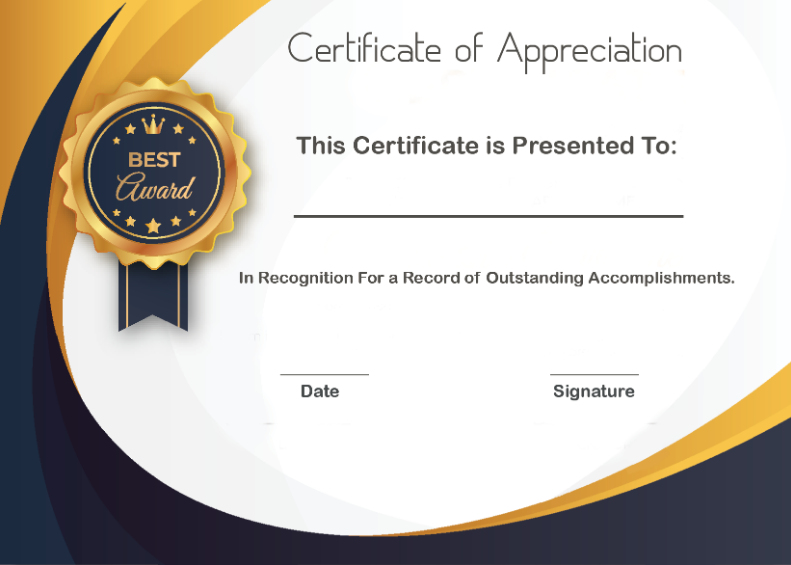 Certificate of Appreciation
This Certificate is Presented To:
BEST
Award
In Recognition For a Record of Outstanding Accomplishments.
Date
Signature